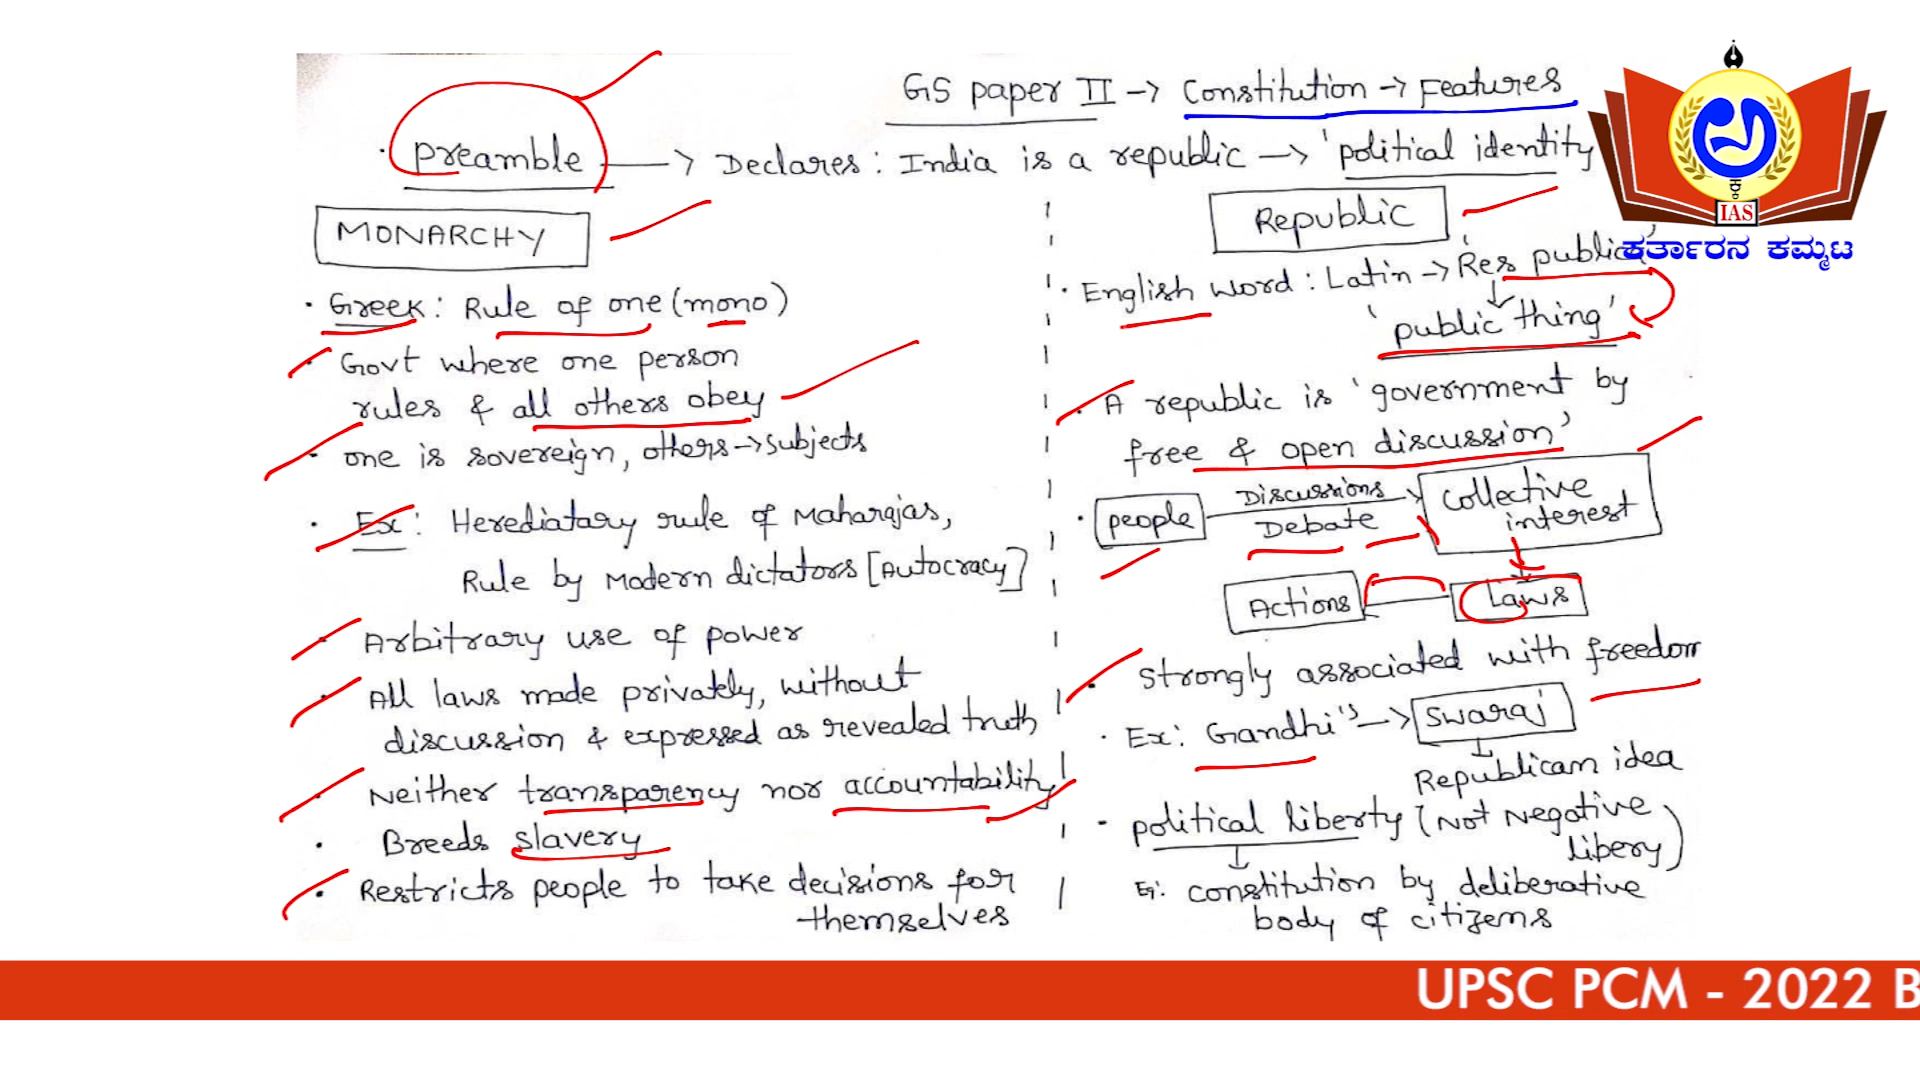 GS paper II → Constitution → Features
· preamble → Declares : India is a republic → 'political identity
MONARCHY
· Greek : Rule of one (mono)
· Govt where one person
rules & all others obey
· one is sovereign, others → subjects
· Ex : Herediatary rule of Maharajas,
Rule by Modern dictators [Autocracy]
· Arbitrary use of power
· All laws made privately, without
discussion & expressed as revealed truth
· Neither transparency nor accountability
· Breeds slavery
· Restricts people to take decisions for
themselves
Republic
· English word : Latin → 'Res public
'public thing'
· A republic is 'government by
free & open discussion'
· people Discussions Debate → Collective interest
Actions Laws
· Strongly associated with freedom
· Ex : Gandhi's → Swaraj
Republican idea
· political liberty (Not Negative
libery)
Eg: constitution by deliberative
body of citizens
IAS
ಕರ್ತಾರನ ಕಮ್ಮಟ
UPSC PCM - 2022 B